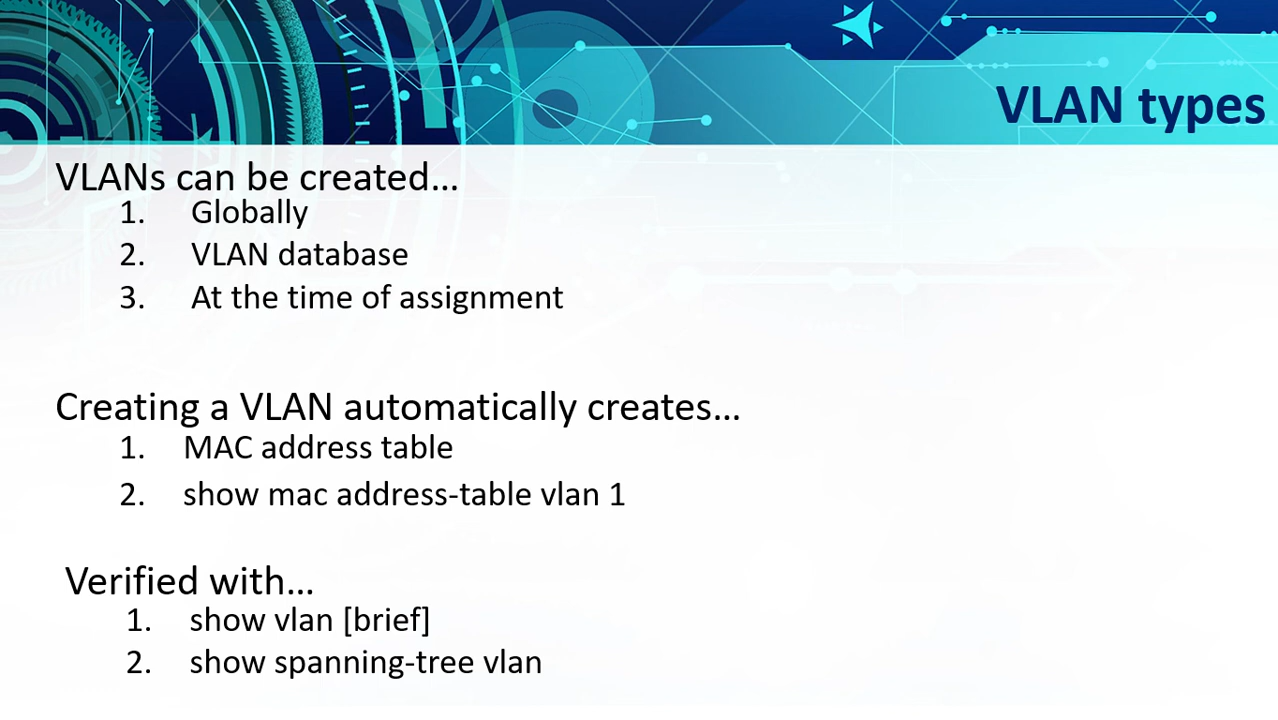 VLAN types
VLANs can be created...
1. Globally
2. VLAN database
3. At the time of assignment
Creating a VLAN automatically creates...
1. MAC address table
2. show mac address-table vlan 1
Verified with...
1. show vlan [brief]
2. show spanning-tree vlan